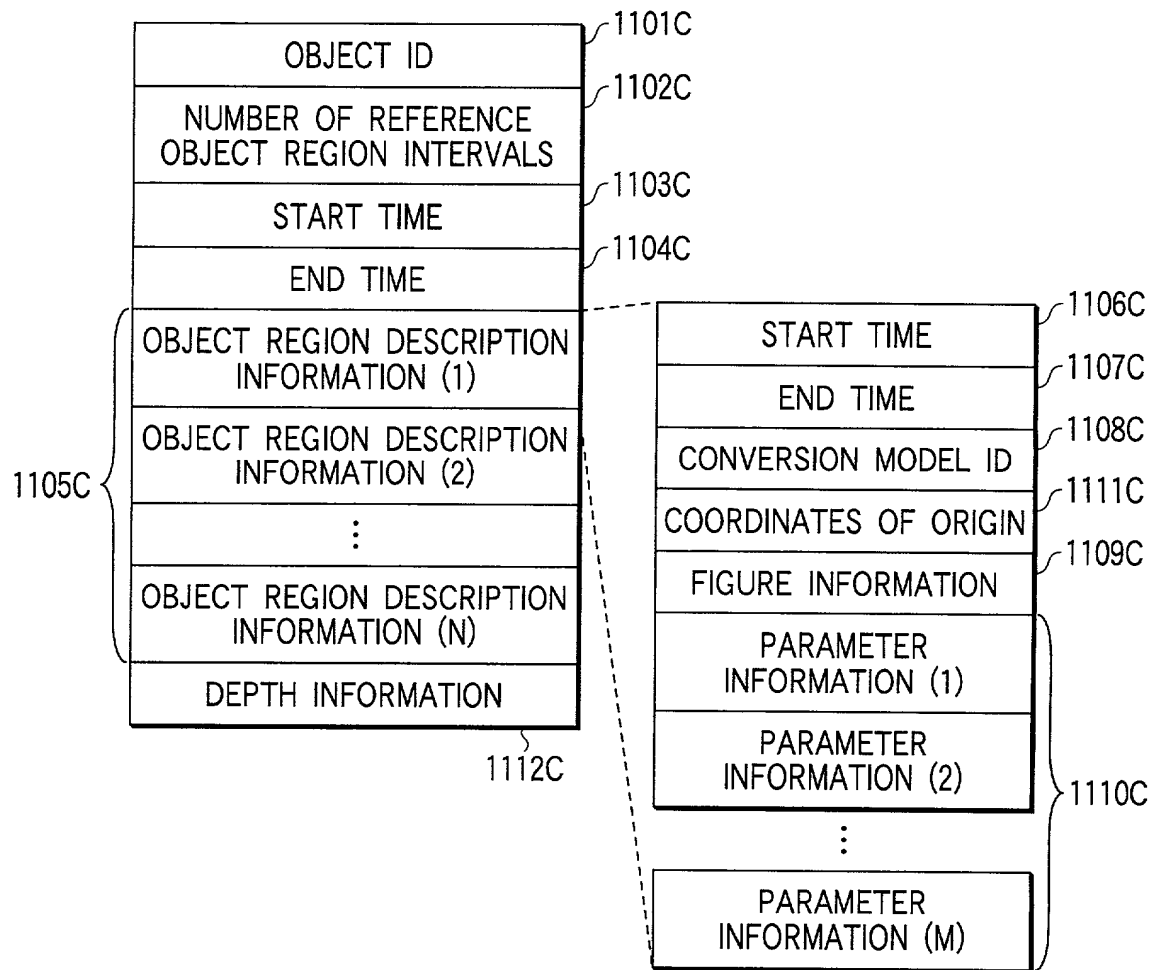 OBJECT ID
1101C
NUMBER OF REFERENCE
OBJECT REGION INTERVALS
1102C
START TIME
1103C
END TIME
1104C
1105C
OBJECT REGION DESCRIPTION
INFORMATION (1)
OBJECT REGION DESCRIPTION
INFORMATION (2)
⋮
OBJECT REGION DESCRIPTION
INFORMATION (N)
DEPTH INFORMATION
1112C
START TIME
1106C
END TIME
1107C
CONVERSION MODEL ID
1108C
COORDINATES OF ORIGIN
1111C
FIGURE INFORMATION
1109C
PARAMETER
INFORMATION (1)
PARAMETER
INFORMATION (2)
⋮
PARAMETER
INFORMATION (M)
1110C